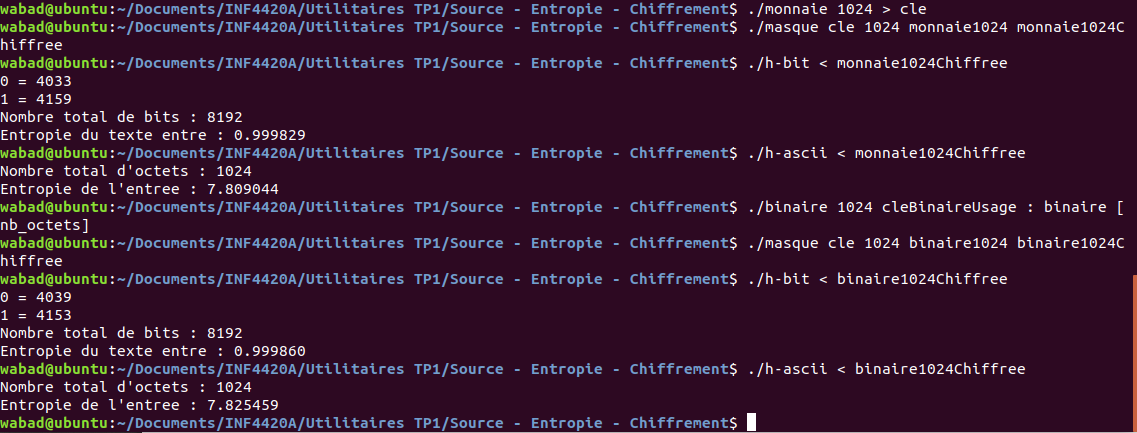 wabad@ubuntu:~/Documents/INF4420A/Utilitaires TP1/Source - Entropie - Chiffrement$ ./monnaie 1024 > cle
wabad@ubuntu:~/Documents/INF4420A/Utilitaires TP1/Source - Entropie - Chiffrement$ ./masque cle 1024 monnaie1024 monnaie1024C
hiffree
wabad@ubuntu:~/Documents/INF4420A/Utilitaires TP1/Source - Entropie - Chiffrement$ ./h-bit < monnaie1024Chiffree
0 = 4033
1 = 4159
Nombre total de bits : 8192
Entropie du texte entre : 0.999829
wabad@ubuntu:~/Documents/INF4420A/Utilitaires TP1/Source - Entropie - Chiffrement$ ./h-ascii < monnaie1024Chiffree
Nombre total d'octets : 1024
Entropie de l'entree : 7.809044
wabad@ubuntu:~/Documents/INF4420A/Utilitaires TP1/Source - Entropie - Chiffrement$ ./binaire 1024 cleBinaireUsage : binaire [
nb_octets]
wabad@ubuntu:~/Documents/INF4420A/Utilitaires TP1/Source - Entropie - Chiffrement$ ./masque cle 1024 binaire1024 binaire1024C
hiffree
wabad@ubuntu:~/Documents/INF4420A/Utilitaires TP1/Source - Entropie - Chiffrement$ ./h-bit < binaire1024Chiffree
0 = 4039
1 = 4153
Nombre total de bits : 8192
Entropie du texte entre : 0.999860
wabad@ubuntu:~/Documents/INF4420A/Utilitaires TP1/Source - Entropie - Chiffrement$ ./h-ascii < binaire1024Chiffree
Nombre total d'octets : 1024
Entropie de l'entree : 7.825459
wabad@ubuntu:~/Documents/INF4420A/Utilitaires TP1/Source - Entropie - Chiffrement$